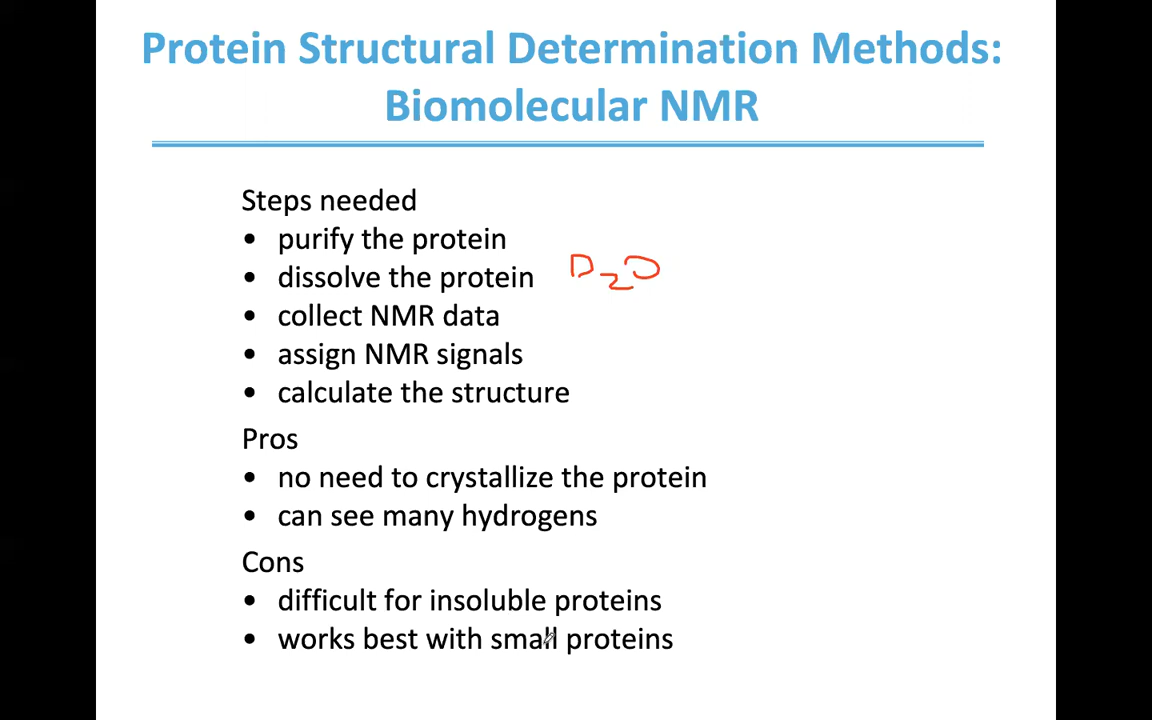 Protein Structural Determination Methods:
Biomolecular NMR
Steps needed
• purify the protein
• dissolve the protein D2O
• collect NMR data
• assign NMR signals
• calculate the structure
Pros
• no need to crystallize the protein
• can see many hydrogens
Cons
• difficult for insoluble proteins
• works best with small proteins